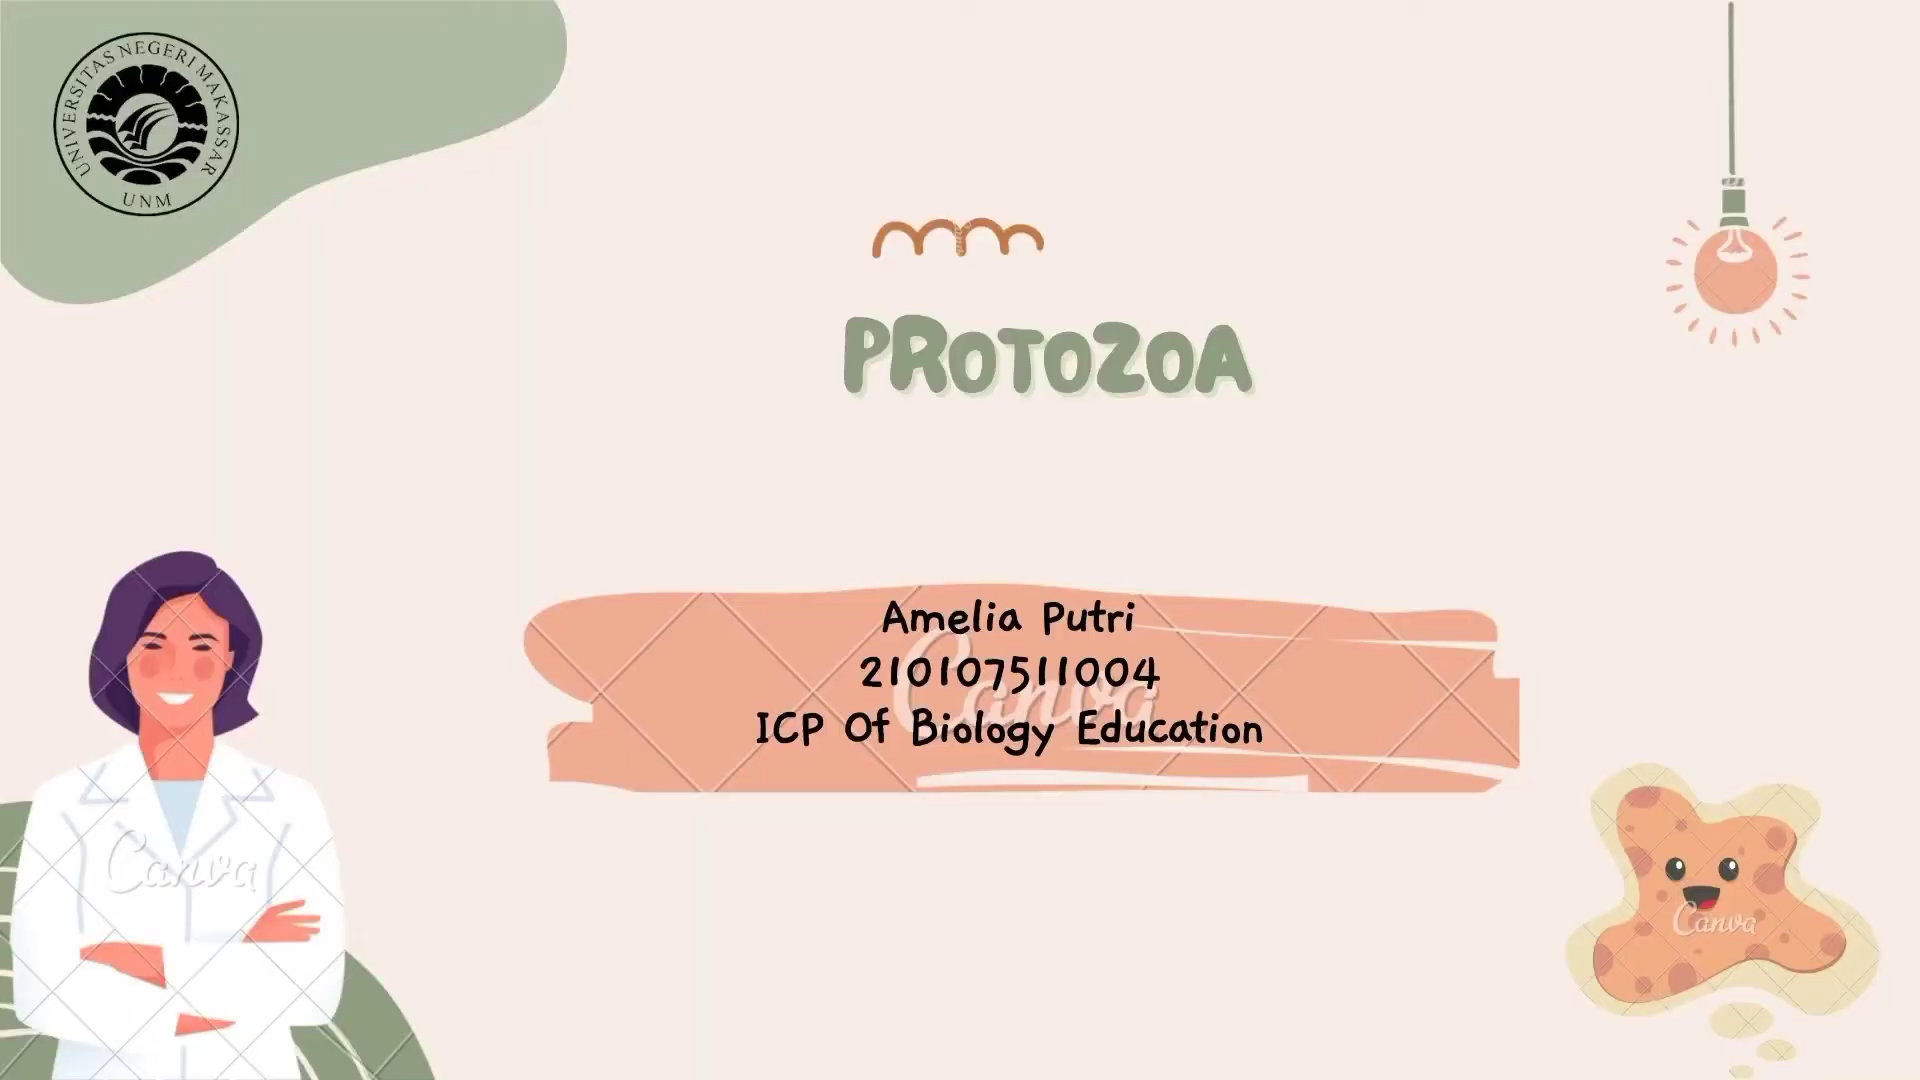 UNIVERSITAS NEGERI MAKASSAR
UNM
PROTOZOA
Amelia Putri
210107511004
ICP Of Biology Education
Canva
Canva
Canva